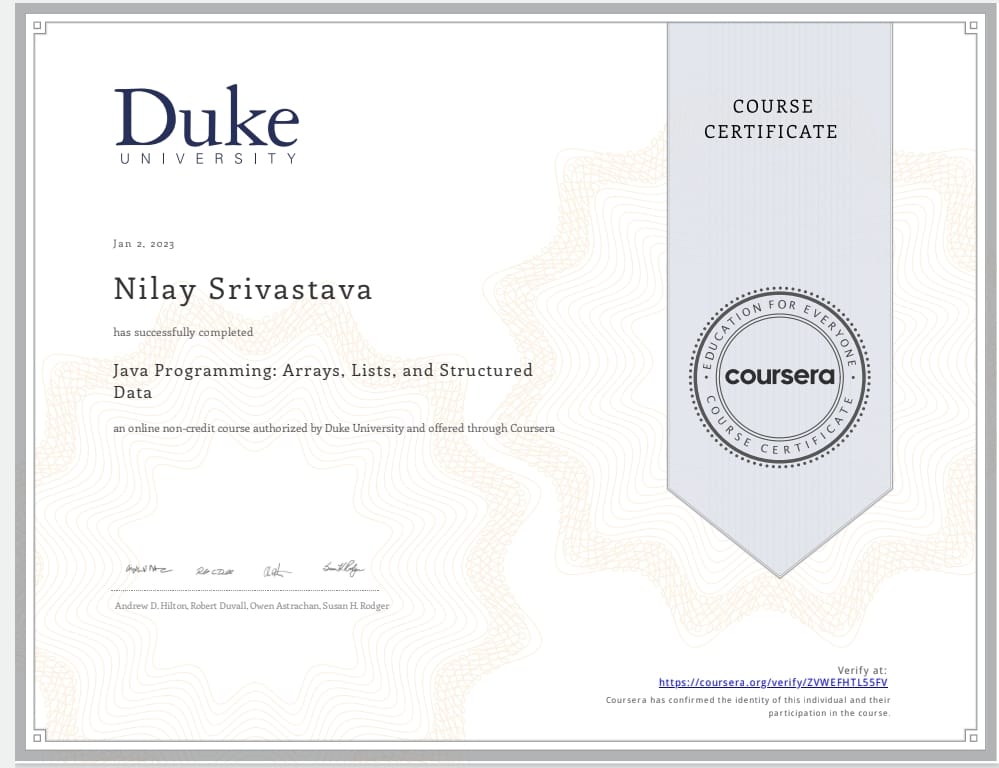 Duke
UNIVERSITY
COURSE
CERTIFICATE
Jan 2, 2023
Nilay Srivastava
has successfully completed
Java Programming: Arrays, Lists, and Structured
Data
an online non-credit course authorized by Duke University and offered through Coursera
EDUCATION FOR EVERYONE
coursera
COURSE CERTIFICATE
Andrew D. Hilton, Robert Duvall, Owen Astrachan, Susan H. Rodger
Verify at:
https://coursera.org/verify/ZVWEFHTL55FV
Coursera has confirmed the identity of this individual and their
participation in the course.